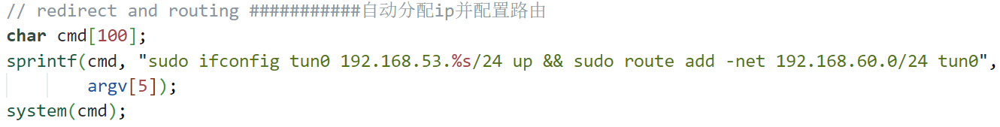 // redirect and routing ###########自动分配ip并配置路由
char cmd[100];
sprintf(cmd, "sudo ifconfig tun0 192.168.53.%s/24 up && sudo route add -net 192.168.60.0/24 tun0",
        argv[5]);
system(cmd);